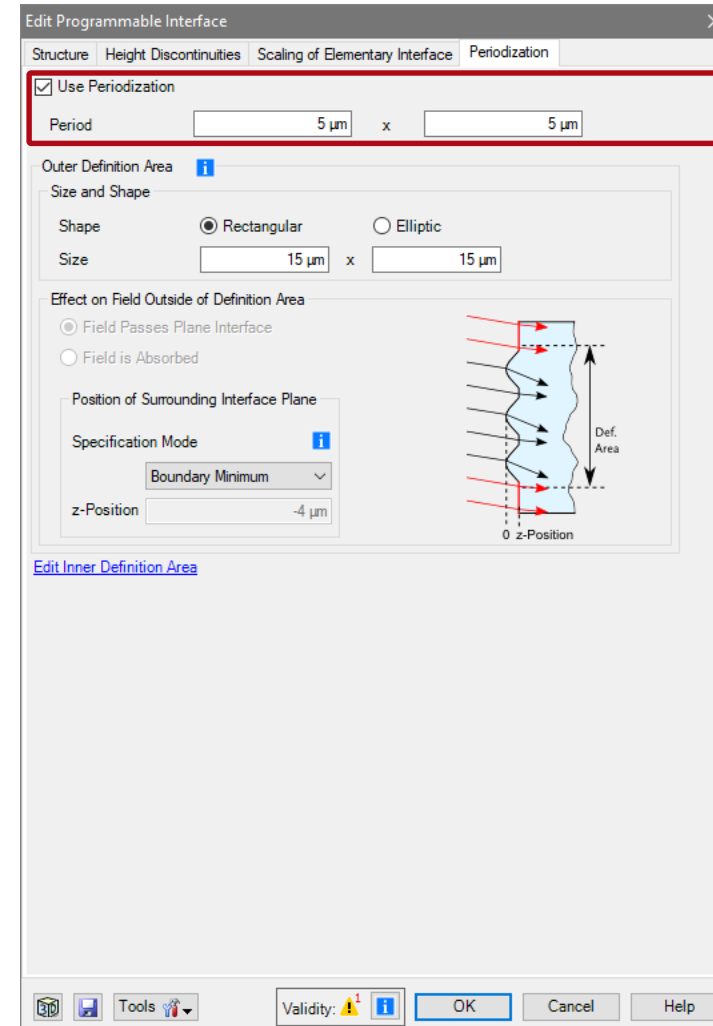 Edit Programmable Interface
Structure Height Discontinuities Scaling of Elementary Interface Periodization
Use Periodization
Period 5 µm x 5 µm
Outer Definition Area i
Size and Shape
Shape Rectangular Elliptic
Size 15 µm x 15 µm
Effect on Field Outside of Definition Area
Field Passes Plane Interface
Field is Absorbed
Position of Surrounding Interface Plane
Specification Mode i
Boundary Minimum
z-Position -4 µm
Def.
Area
0 z-Position
Edit Inner Definition Area
3D Tools Validity: 1 i OK Cancel Help